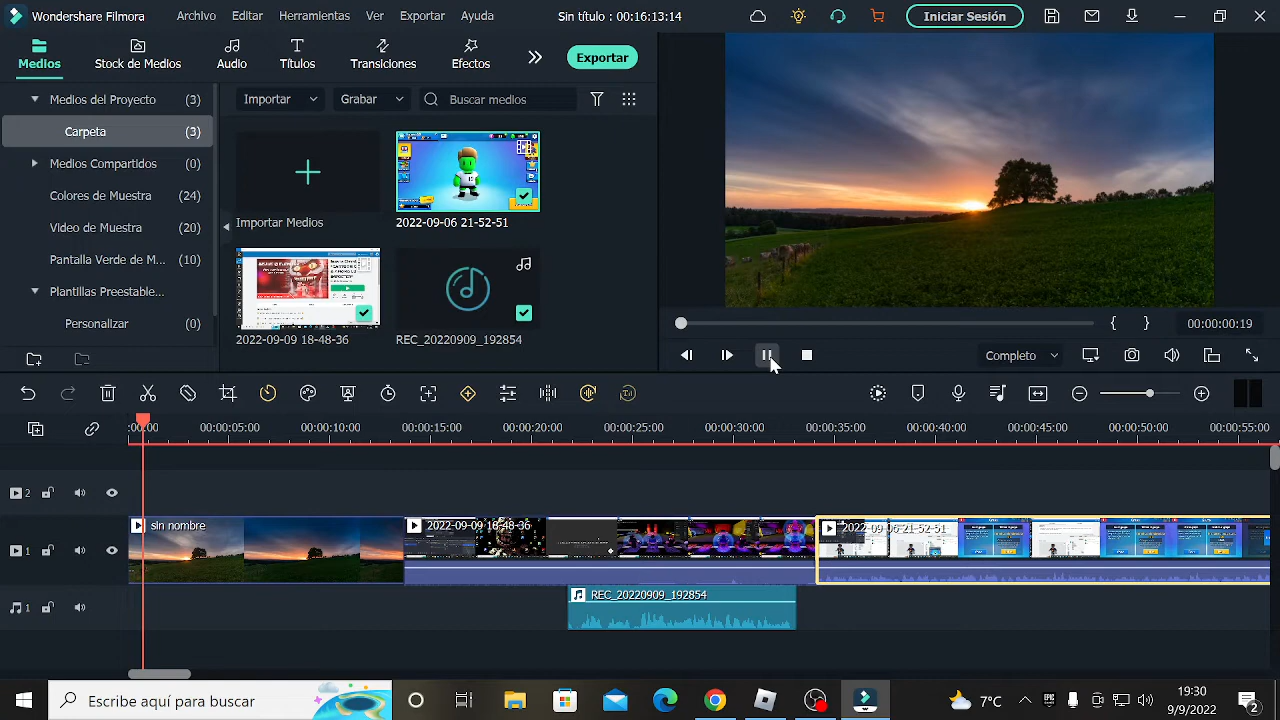 Wondershare Filmora Archivo Editar Herramientas Ver Exportar Ayuda Sin título : 00:16:13:14 Iniciar Sesión
Medios Stock de Medios Audio Títulos Transiciones Efectos Exportar
Medios del Proyecto (3)
Carpeta (3)
Medios Compartidos (0)
Colores de Muestra (24)
Video de Muestra (20)
Pantalla Verde de M... (10)
Plantillas Preestable...
Personalizar (0)
Importar Grabar Buscar medios
Importar Medios 2022-09-06 21-52-51
2022-09-09 18-48-36 REC_20220909_192854
00:00:00:19
Completo
00:00:05:00 00:00:10:00 00:00:15:00 00:00:20:00 00:00:25:00 00:00:30:00 00:00:35:00 00:00:40:00 00:00:45:00 00:00:50:00 00:00:55:00
2
1 sin nombre 2022-09-09 18-48-36 2022-09-06 21-52-51
1 REC_20220909_192854
Escribe aquí para buscar 7°C 19:30
9/9/2022 2